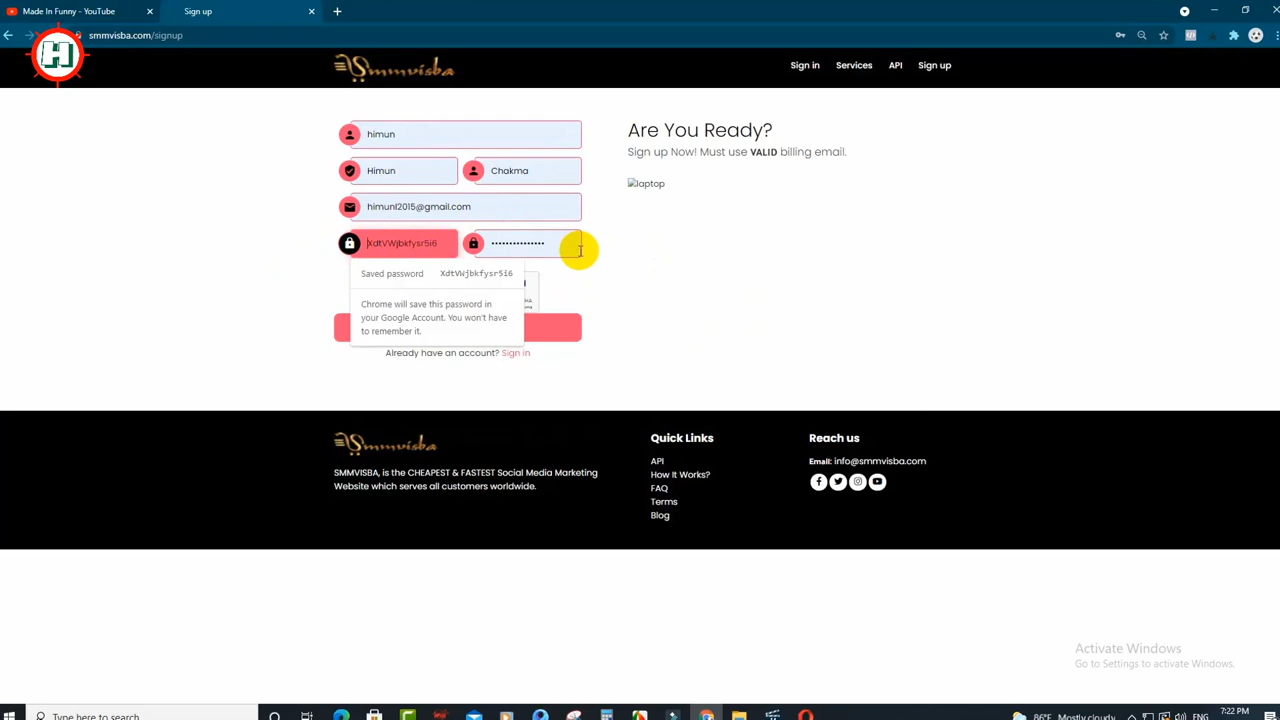 Made In Funny - YouTube
Sign up
smmvisba.com/signup
H
Smmvisba
Sign in
Services
API
Sign up
himun
Himun
Chakma
himunl2015@gmail.com
XdtVWjbkfysr5i6
Saved password XdtVWjbkfysr5i6
Chrome will save this password in
your Google Account. You won't have
to remember it.
Already have an account? Sign in
Are You Ready?
Sign up Now! Must use VALID billing email.
laptop
Smmvisba
SMMVISBA, is the CHEAPEST & FASTEST Social Media Marketing
Website which serves all customers worldwide.
Quick Links
API
How It Works?
FAQ
Terms
Blog
Reach us
Email: info@smmvisba.com
Activate Windows
Go to Settings to activate Windows.
Type here to search
86°F Mostly cloudy
ENG
7:22 PM